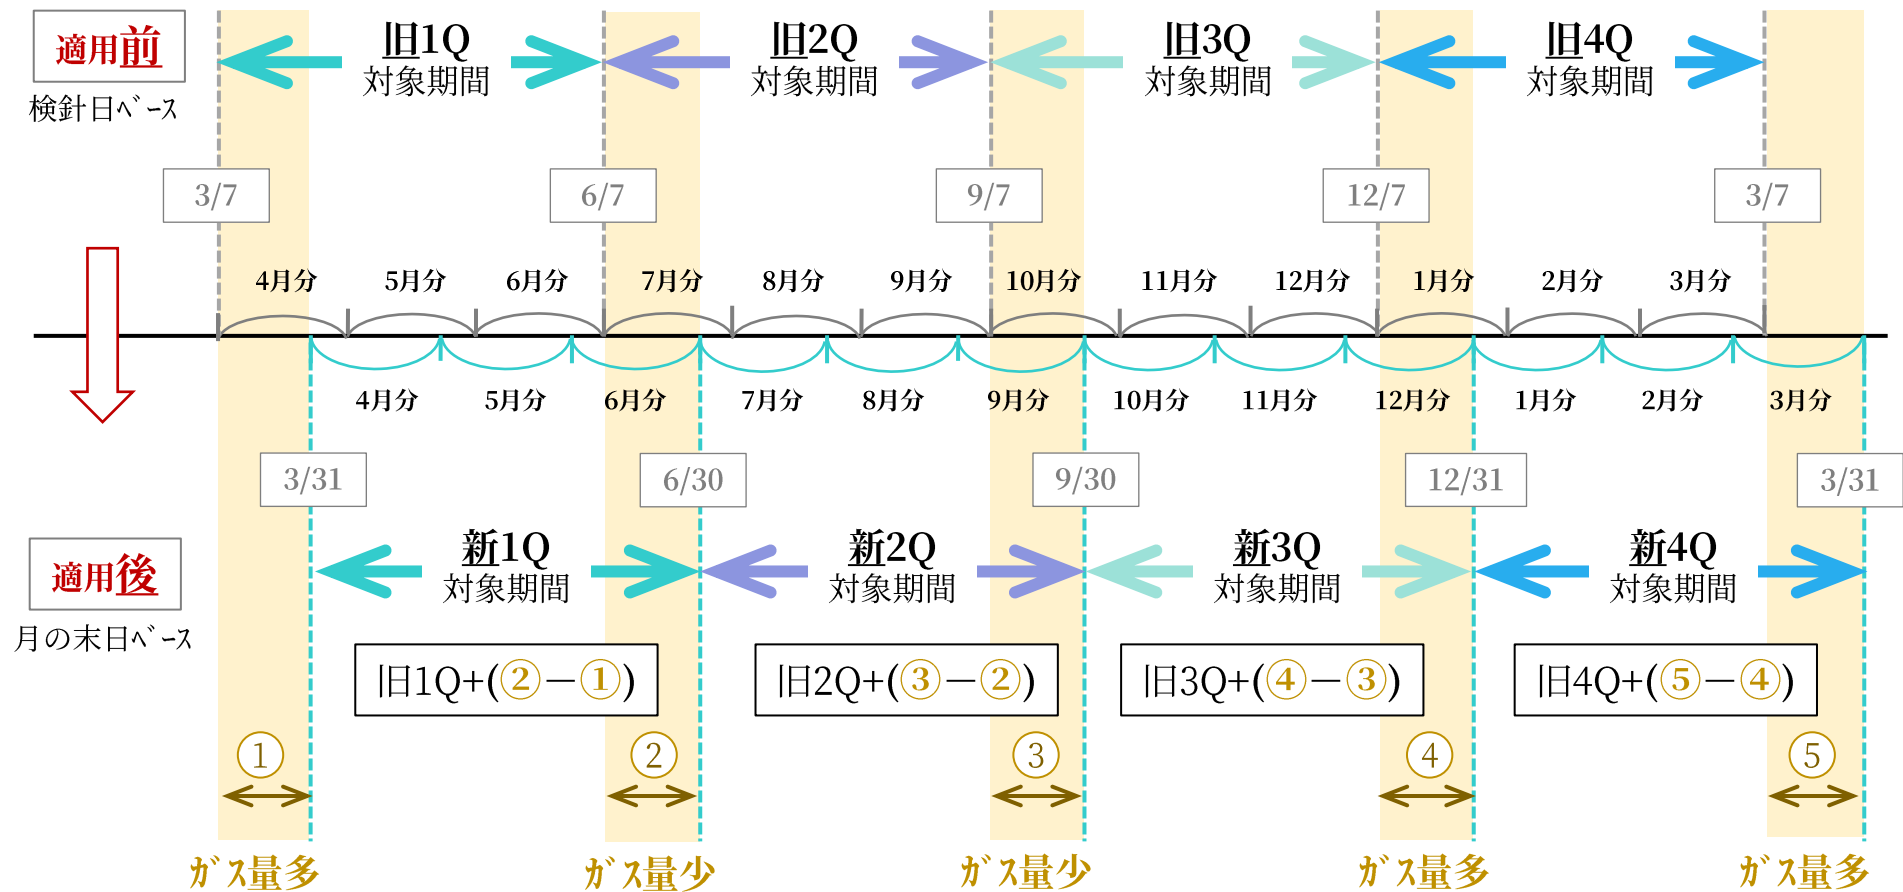 適用前
検針日ベース
旧1Q
対象期間
旧2Q
対象期間
旧3Q
対象期間
旧4Q
対象期間
3/7
6/7
9/7
12/7
3/7
4月分 5月分 6月分 7月分 8月分 9月分 10月分 11月分 12月分 1月分 2月分 3月分
4月分 5月分 6月分 7月分 8月分 9月分 10月分 11月分 12月分 1月分 2月分 3月分
3/31
6/30
9/30
12/31
3/31
適用後
月の末日ベース
新1Q
対象期間
新2Q
対象期間
新3Q
対象期間
新4Q
対象期間
旧1Q+(②－①)
旧2Q+(③－②)
旧3Q+(④－③)
旧4Q+(⑤－④)
①
②
③
④
⑤
ガス量多
ガス量少
ガス量少
ガス量多
ガス量多